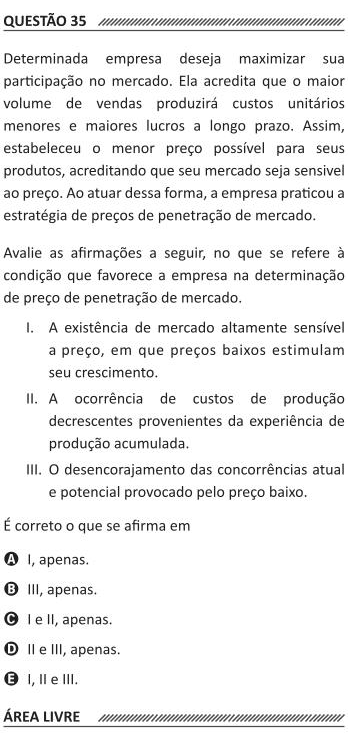 QUESTÃO 35
Determinada empresa deseja maximizar sua
participação no mercado. Ela acredita que o maior
volume de vendas produzirá custos unitários
menores e maiores lucros a longo prazo. Assim,
estabeleceu o menor preço possível para seus
produtos, acreditando que seu mercado seja sensivel
ao preço. Ao atuar dessa forma, a empresa praticou a
estratégia de preços de penetração de mercado.
Avalie as afirmações a seguir, no que se refere à
condição que favorece a empresa na determinação
de preço de penetração de mercado.
I. A existência de mercado altamente sensível
a preço, em que preços baixos estimulam
seu crescimento.
II. A ocorrência de custos de produção
decrescentes provenientes da experiência de
produção acumulada.
III. O desencorajamento das concorrências atual
e potencial provocado pelo preço baixo.
É correto o que se afirma em
A I, apenas.
B III, apenas.
C I e II, apenas.
D II e III, apenas.
E I, II e III.
ÁREA LIVRE